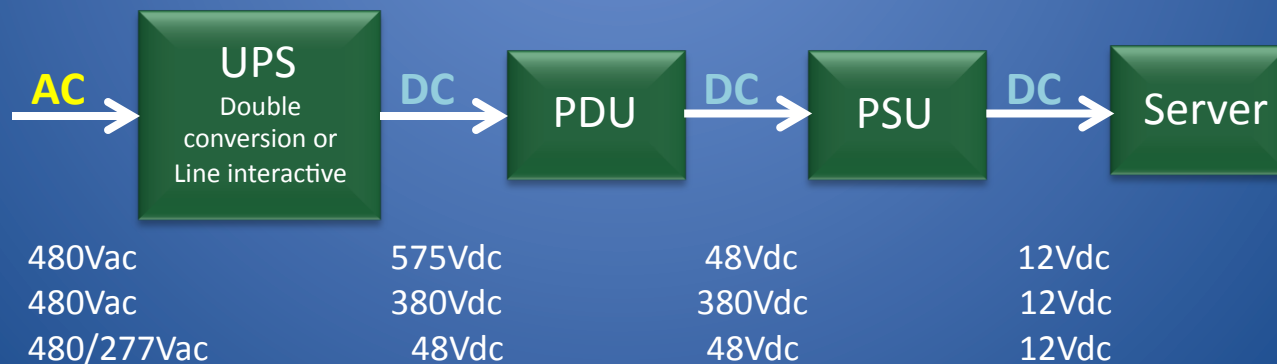 AC
UPS
Double
conversion or
Line interactive
DC
PDU
DC
PSU
DC
Server
480Vac 575Vdc 48Vdc 12Vdc
480Vac 380Vdc 380Vdc 12Vdc
480/277Vac 48Vdc 48Vdc 12Vdc